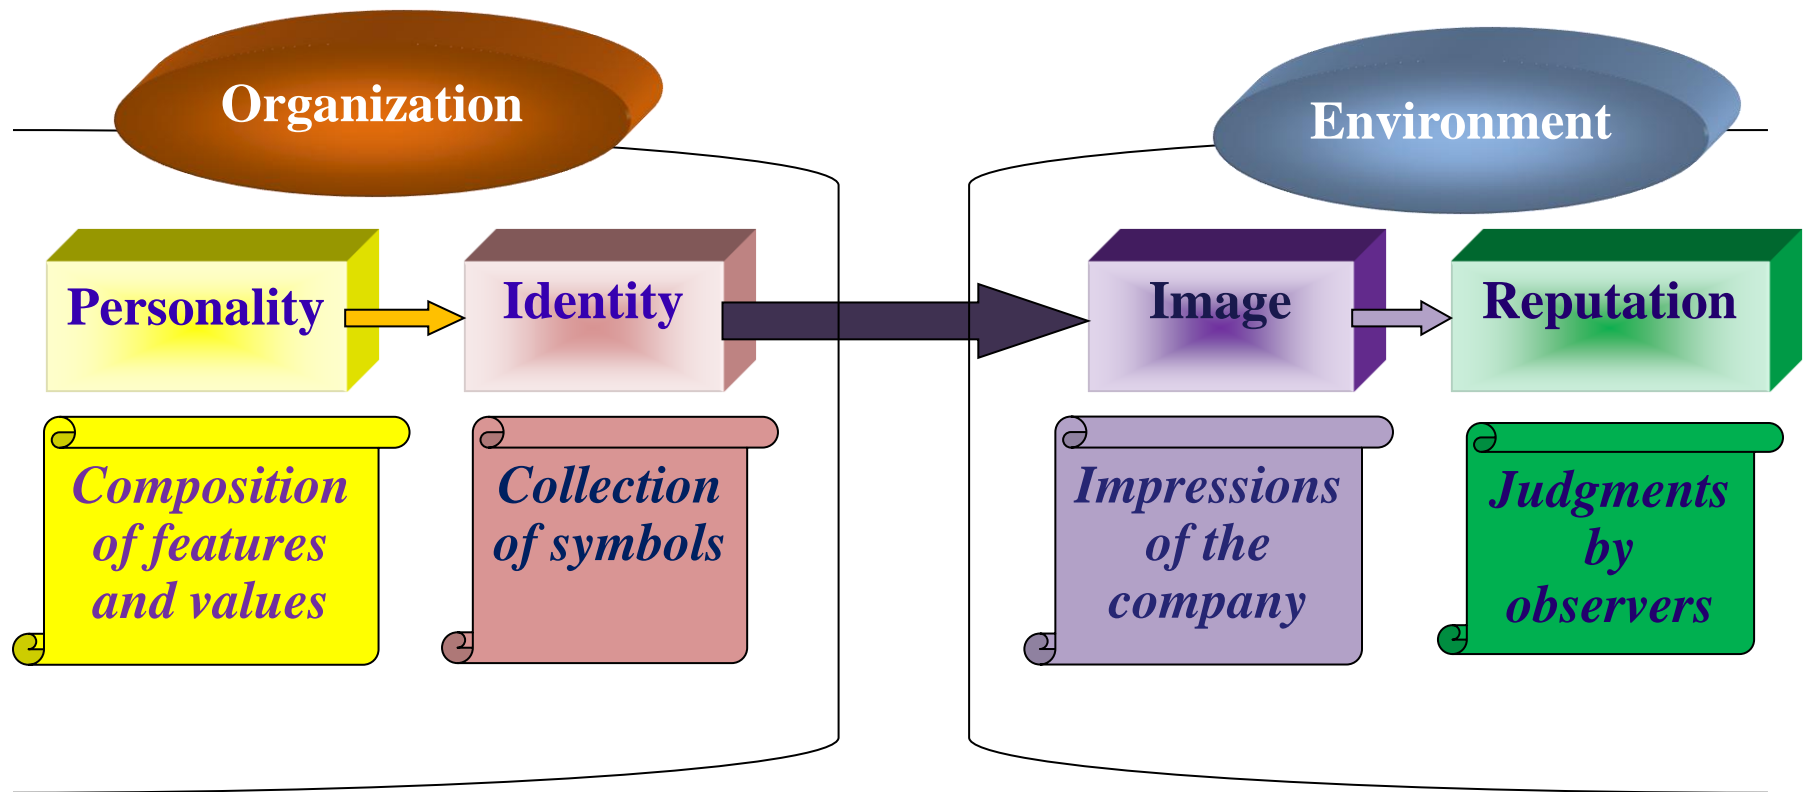 Organization
Environment
Personality
Identity
Image
Reputation
Composition
of features
and values
Collection
of symbols
Impressions
of the
company
Judgments
by
observers